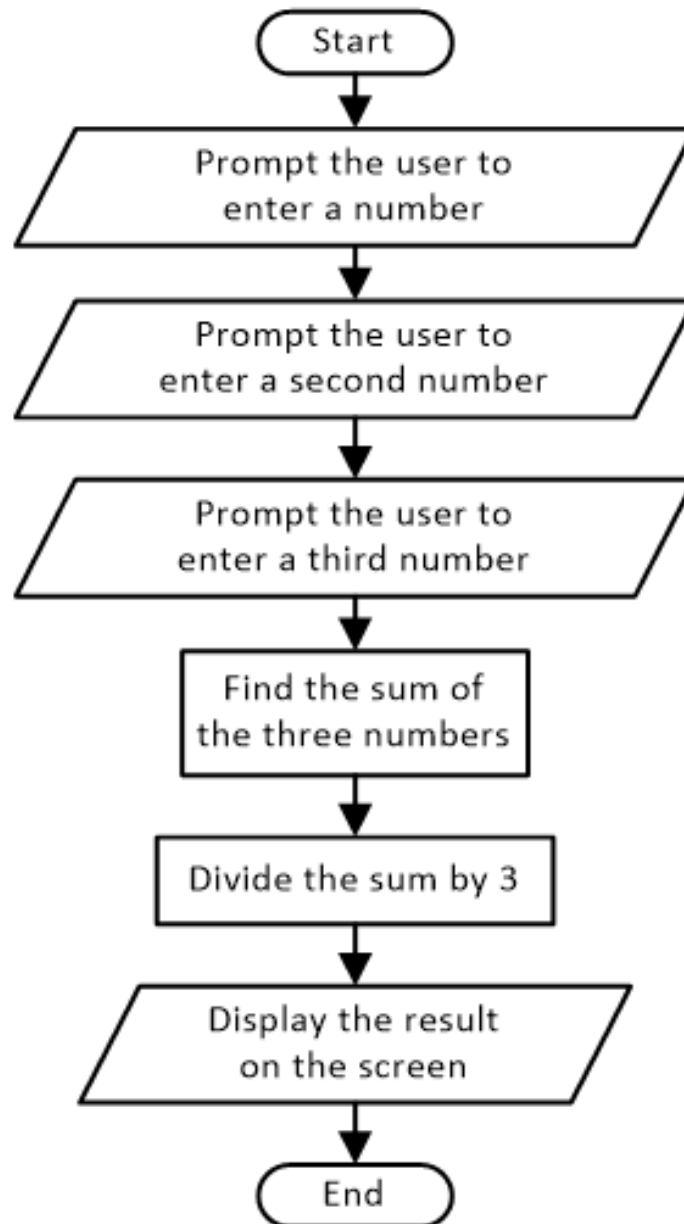 Start
Prompt the user to
enter a number
Prompt the user to
enter a second number
Prompt the user to
enter a third number
Find the sum of
the three numbers
Divide the sum by 3
Display the result
on the screen
End